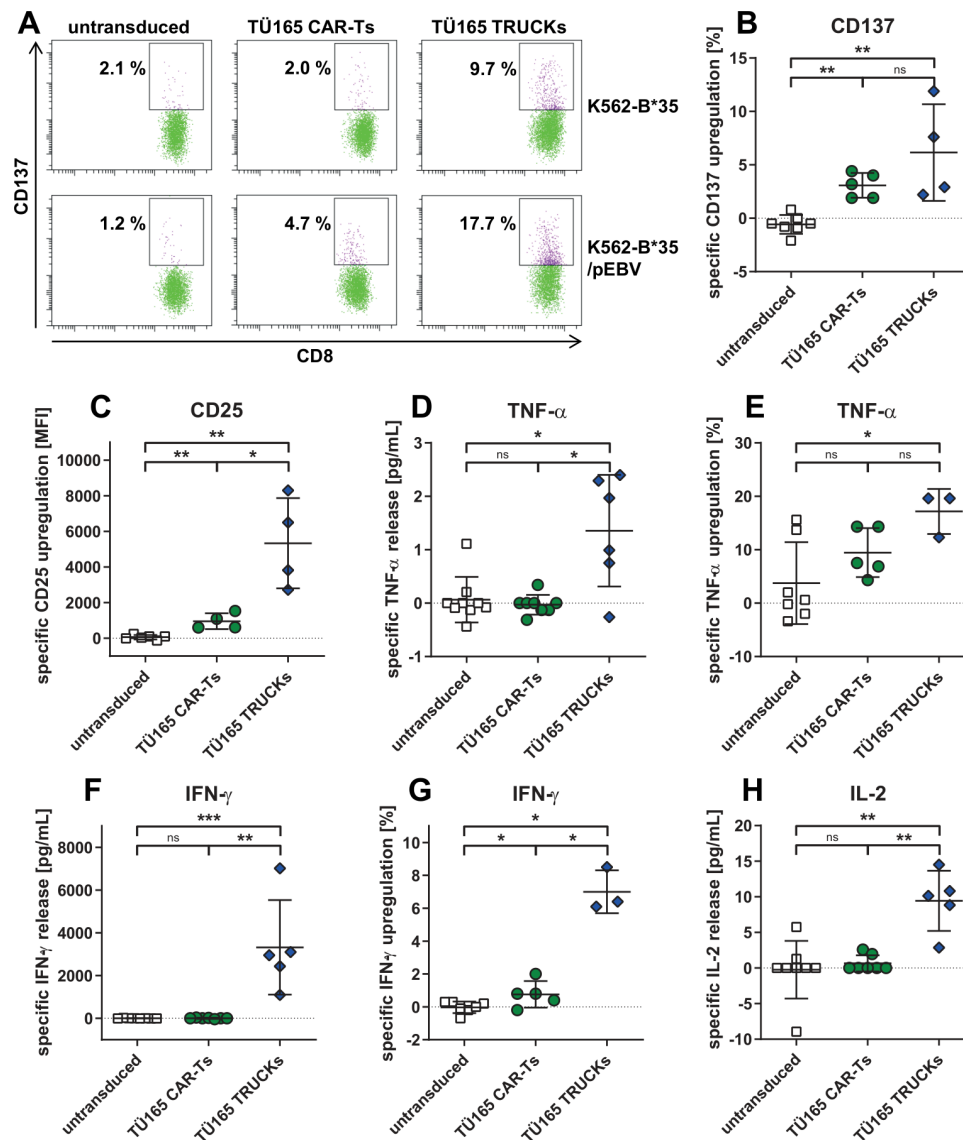 A
untransduced
TÜ165 CAR-Ts
TÜ165 TRUCKs
2.1 %
2.0 %
9.7 %
K562-B*35
1.2 %
4.7 %
17.7 %
K562-B*35
/pEBV
CD137
CD8
B
CD137
**
**
ns
specific CD137 upregulation [%]
15
10
5
0
-5
untransduced
TÜ165 CAR-Ts
TÜ165 TRUCKs
C
CD25
**
**
*
specific CD25 upregulation [MFI]
10000
8000
6000
4000
2000
0
untransduced
TÜ165 CAR-Ts
TÜ165 TRUCKs
D
TNF-α
*
ns
*
specific TNF-α release [pg/mL]
3
2
1
0
-1
untransduced
TÜ165 CAR-Ts
TÜ165 TRUCKs
E
TNF-α
*
ns
ns
specific TNF-α upregulation [%]
30
20
10
0
-10
untransduced
TÜ165 CAR-Ts
TÜ165 TRUCKs
F
IFN-γ
***
ns
**
specific IFN-γ release [pg/mL]
8000
6000
4000
2000
0
untransduced
TÜ165 CAR-Ts
TÜ165 TRUCKs
G
IFN-γ
*
*
*
specific IFN-γ upregulation [%]
10
8
6
4
2
0
-2
untransduced
TÜ165 CAR-Ts
TÜ165 TRUCKs
H
IL-2
**
ns
**
specific IL-2 release [pg/mL]
20
15
10
5
0
-5
-10
untransduced
TÜ165 CAR-Ts
TÜ165 TRUCKs